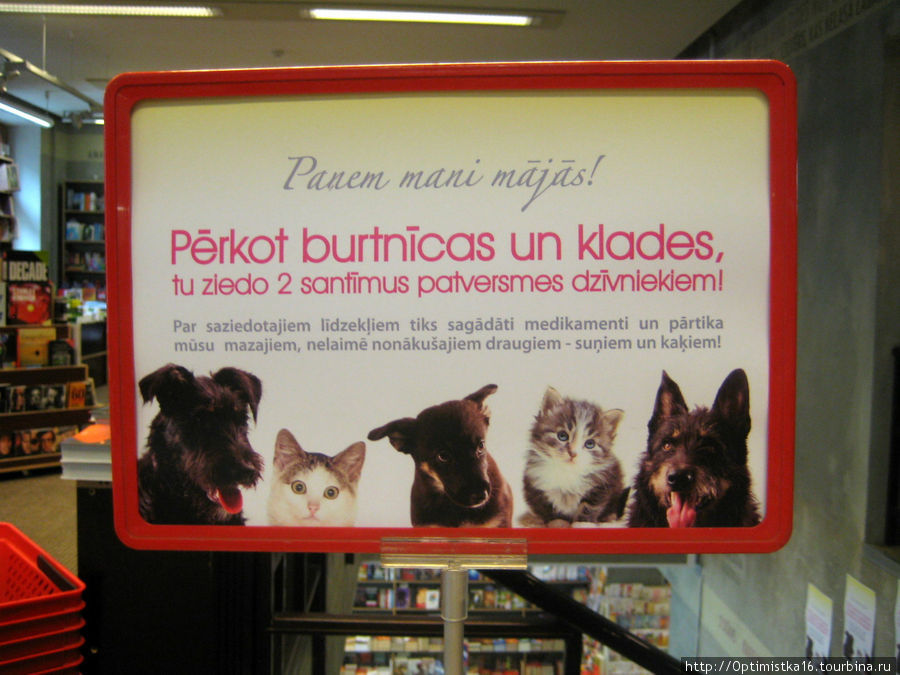 Paņem mani mājās!
Pērkot burtnīcas un klades,
tu ziedo 2 santīmus patversmes dzīvniekiem!
Par saziedotajiem līdzekļiem tiks sagādāti medikamenti un pārtika
mūsu mazajiem, nelaimē nonākušajiem draugiem - suņiem un kaķiem!
DECADE
60
http://Optimistka16.tourbina.ru